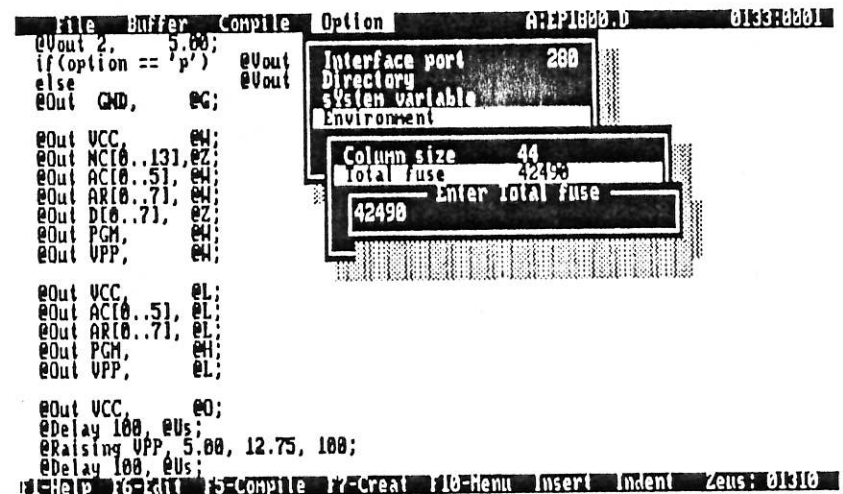 File Buffer Compile Option A:EP1800.D 0133:0001
@Vout 2, 5.00;
if(option == 'p') @Vout
else @Vout
@Out GND, @G;
@Out VCC, @W;
@Out NC[0..13],@Z;
@Out AC[0..5], @W;
@Out AR[0..7], @W;
@Out D[0..7], @Z;
@Out PGM, @W;
@Out VPP, @W;
@Out VCC, @L;
@Out AC[0..5], @L;
@Out AR[0..7], @L;
@Out PGM, @H;
@Out VPP, @L;
@Out VCC, @O;
@Delay 100, @Us;
@Raising VPP, 5.00, 12.75, 100;
@Delay 100, @Us;
Interface port 280
Directory
sYstem variable
Environment
Column size 44
Total fuse 42490
Enter Total fuse
42490
F1-Help F6-Edit F5-Compile F7-Creat F10-Menu Insert Indent Zeus: 01310